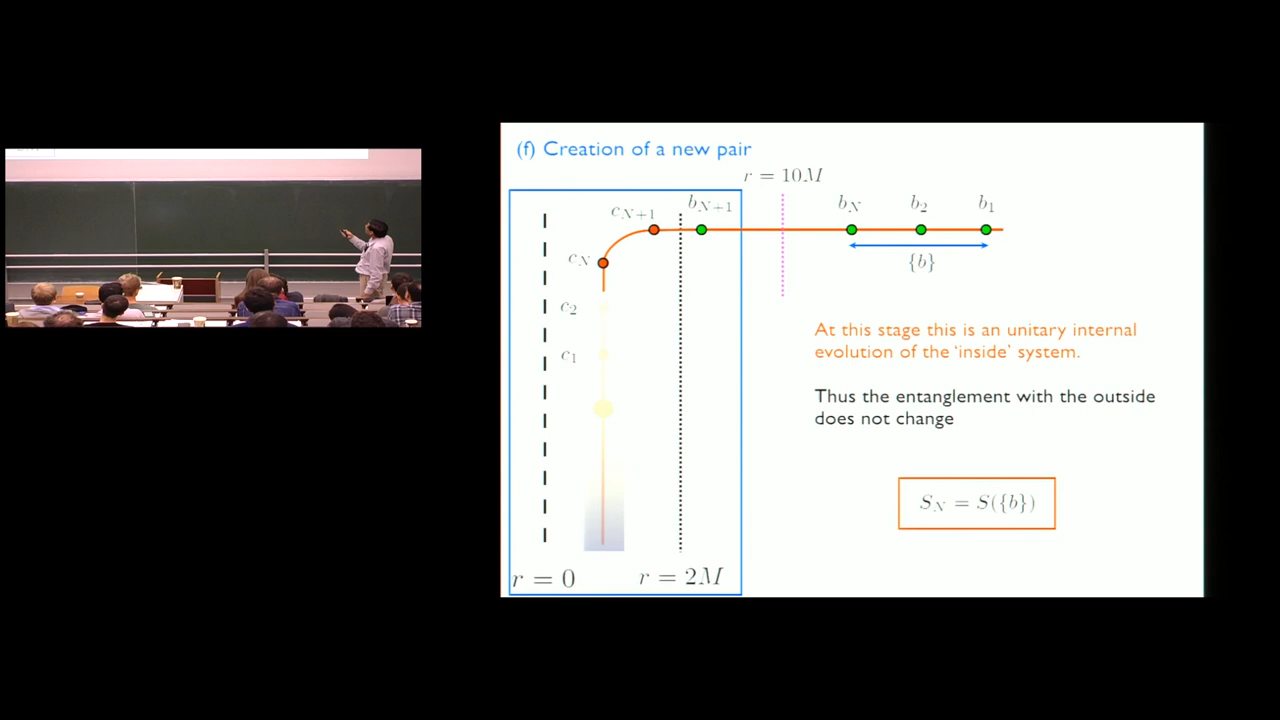 (f) Creation of a new pair
r = 10M
c_{N+1}
b_{N+1}
b_N
b_2
b_1
c_N
{b}
c_2
c_1
At this stage this is an unitary internal
evolution of the 'inside' system.
Thus the entanglement with the outside
does not change
S_N = S({b})
r = 0
r = 2M